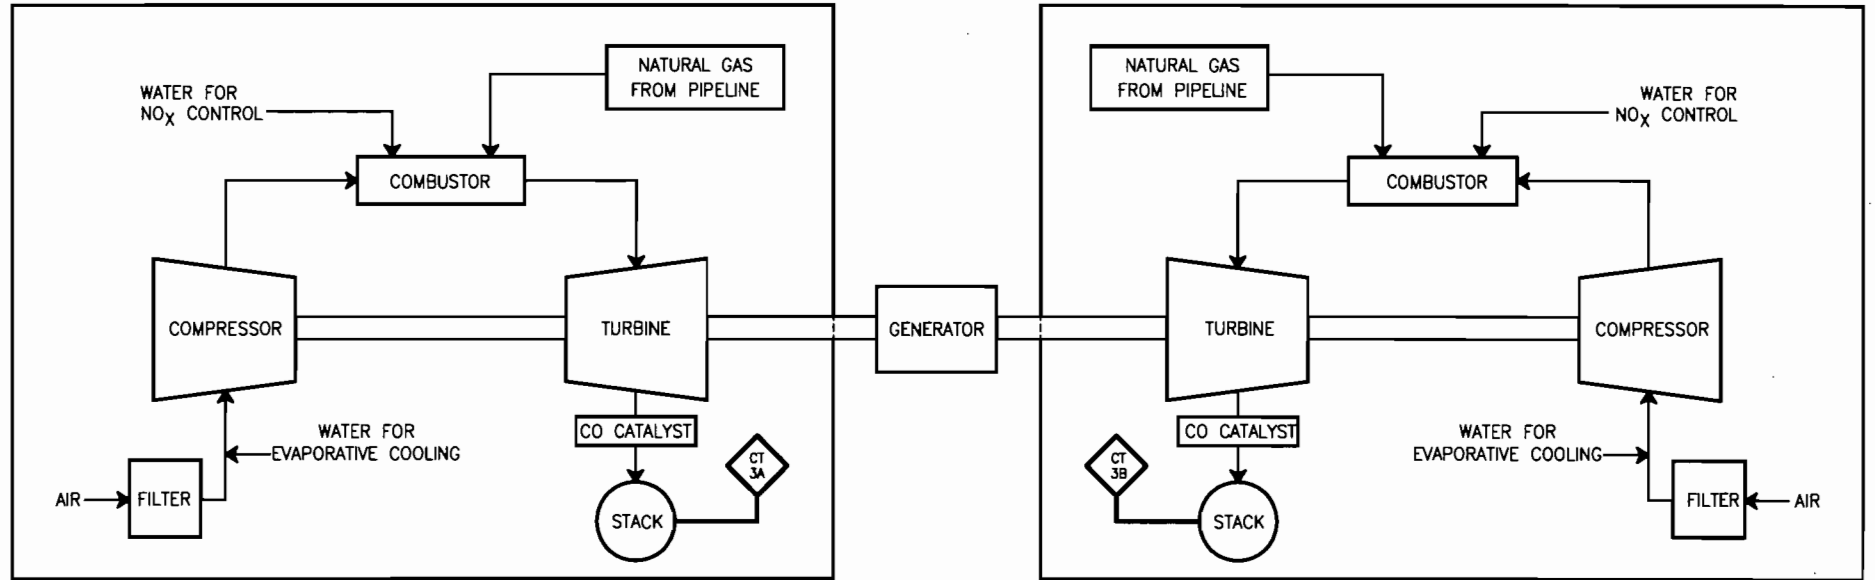 NATURAL GAS
FROM PIPELINE
WATER FOR
NOX CONTROL
COMBUSTOR
COMPRESSOR
TURBINE
CO CATALYST
WATER FOR
EVAPORATIVE COOLING
CT
3A
AIR
FILTER
STACK
GENERATOR
NATURAL GAS
FROM PIPELINE
WATER FOR
NOX CONTROL
COMBUSTOR
TURBINE
COMPRESSOR
CO CATALYST
WATER FOR
EVAPORATIVE COOLING
CT
3B
STACK
FILTER
AIR